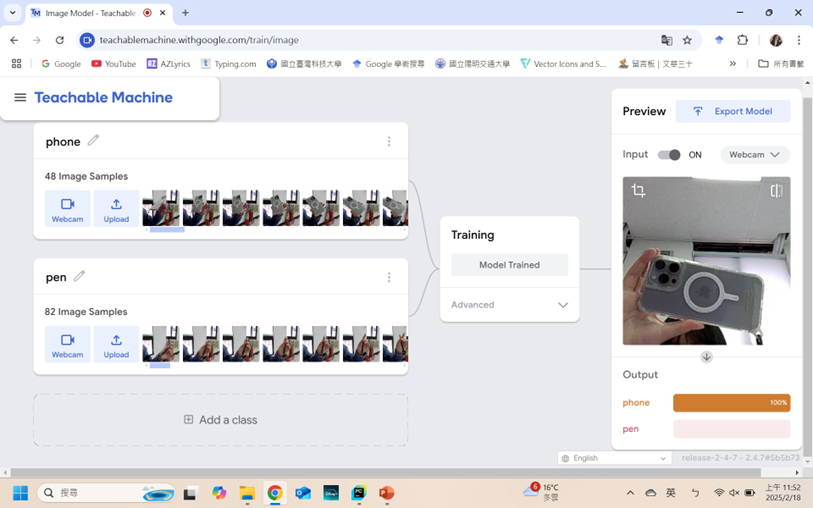 Image Model - Teachable
teachablemachine.withgoogle.com/train/image
Google
YouTube
AZLyrics
Typing.com
國立臺灣科技大學
Google 學術搜尋
國立陽明交通大學
Vector Icons and S...
留言板｜文華三十
所有書籤
Teachable Machine
phone
48 Image Samples
Webcam
Upload
pen
82 Image Samples
Webcam
Upload
Add a class
Training
Model Trained
Advanced
Preview
Export Model
Input
ON
Webcam
Output
phone
100%
pen
English
release-2-4-7 - 2.4.7#5b5b73
搜尋
6
16°C
多雲
英
ㄅ
上午 11:52
2025/2/18